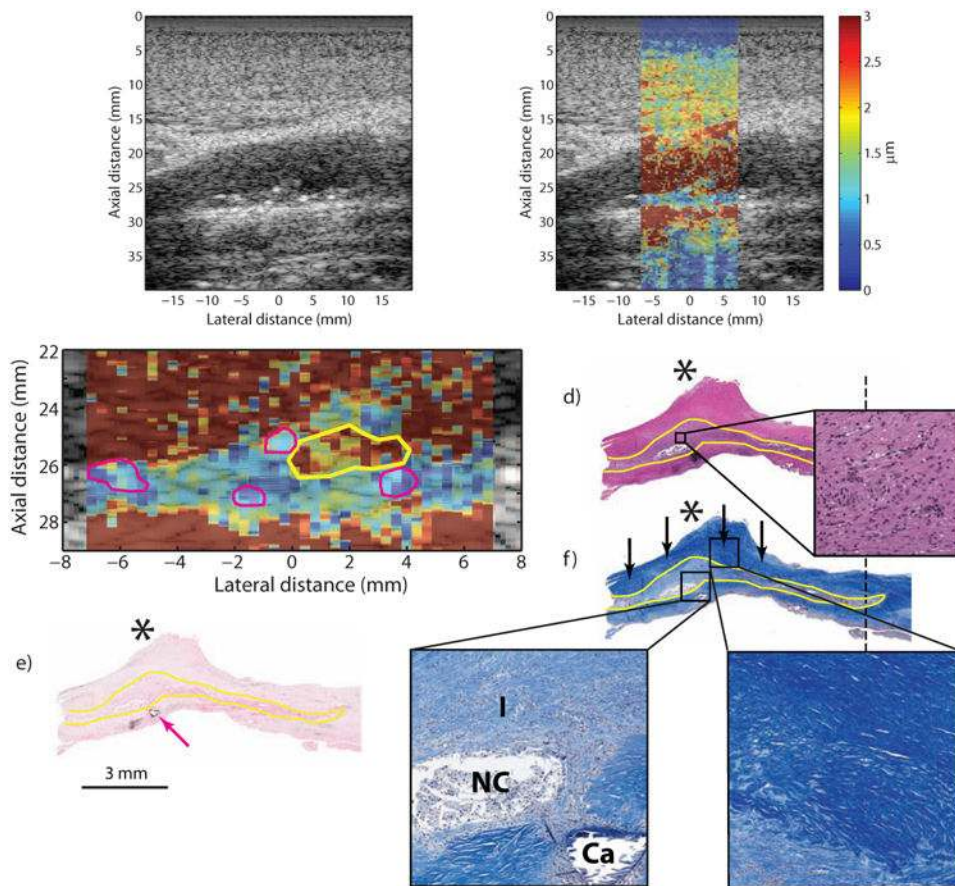 0
5
10
15
20
25
30
35
Axial distance (mm)
−15 −10 −5 0 5 10 15
Lateral distance (mm)
0
5
10
15
20
25
30
35
Axial distance (mm)
−15 −10 −5 0 5 10 15
Lateral distance (mm)
3
2.5
2
1.5
1
0.5
0
μm
22
24
26
28
Axial distance (mm)
−8 −6 −4 −2 0 2 4 6 8
Lateral distance (mm)
d)
*
f)
*
e)
*
3 mm
I
NC
Ca